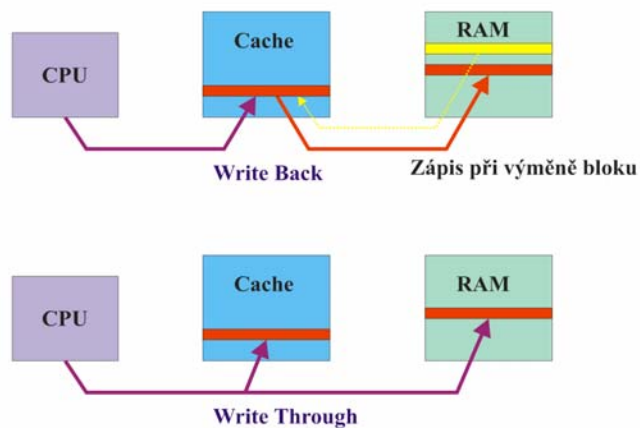 CPU
Cache
RAM
Write Back
Zápis při výměně bloku
CPU
Cache
RAM
Write Through